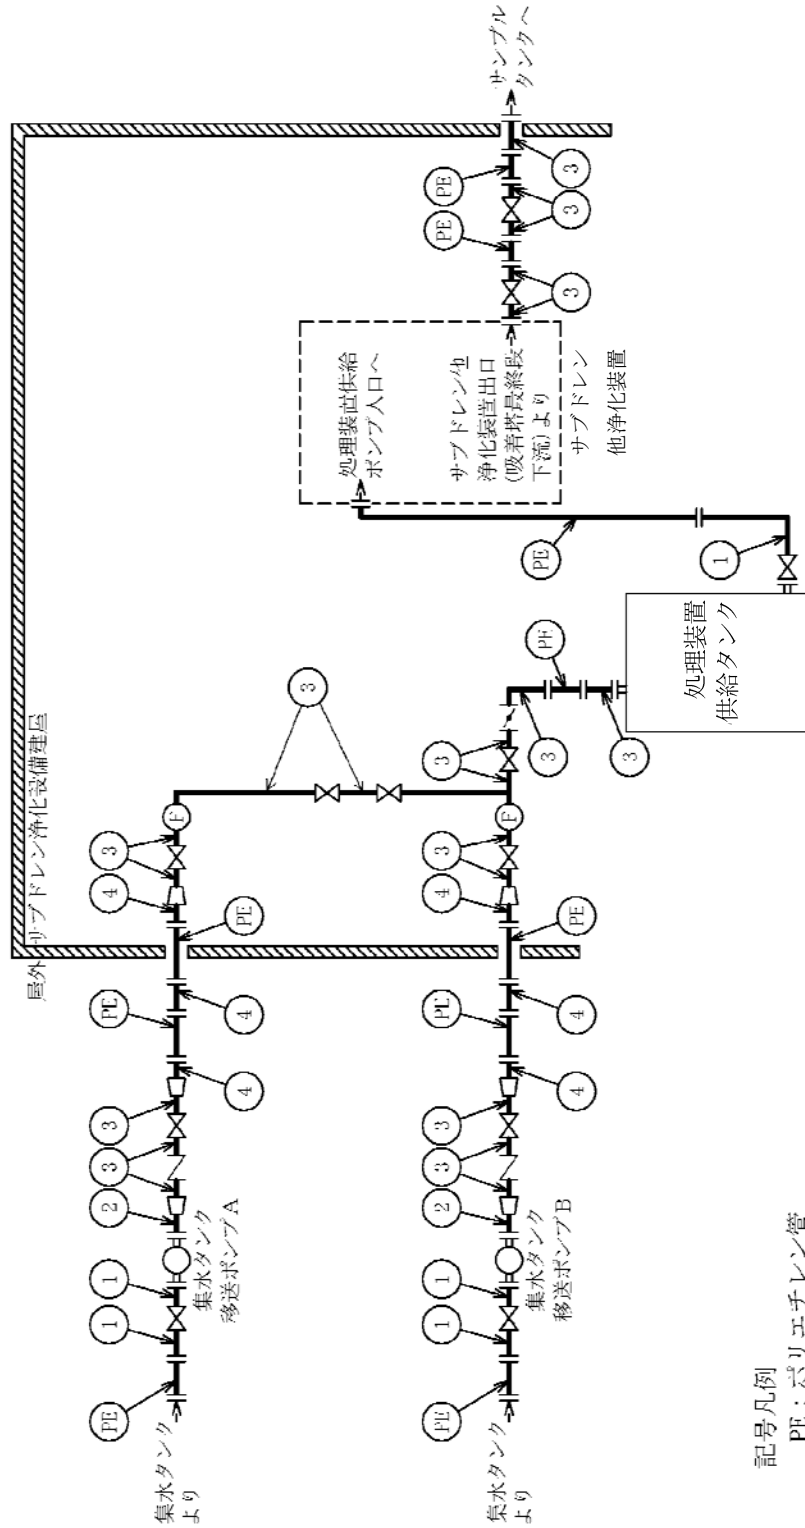 サンプル
タンクへ
PE
PE
3
3
3
処理装置供給
ポンプ入口へ
サブドレン他
浄化装置出口
(吸着塔最終段
下流)より
サブドレン
他浄化装置
PE
1
処理装置
供給タンク
PE
3
3
3
3
屋外
サブドレン浄化設備建屋
F
3
4
PE
PE
4
4
3
3
2
集水タンク
移送ポンプA
1
1
PE
集水タンク
より
F
3
4
PE
PE
4
4
3
3
2
集水タンク
移送ポンプB
1
1
PE
集水タンク
より
記号凡例
PE：ポリエチレン管